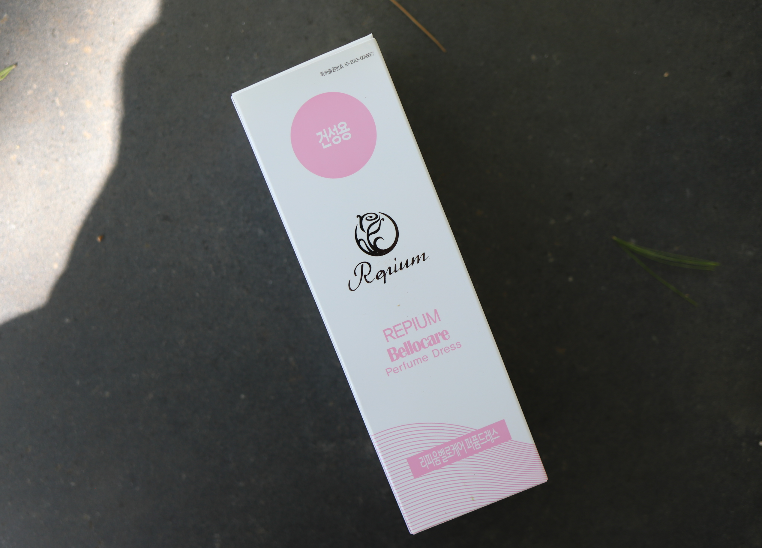 건성용
Repium
REPIUM
Bellocare
Perfume Dress
리피움벨로케어 퍼퓸드레스